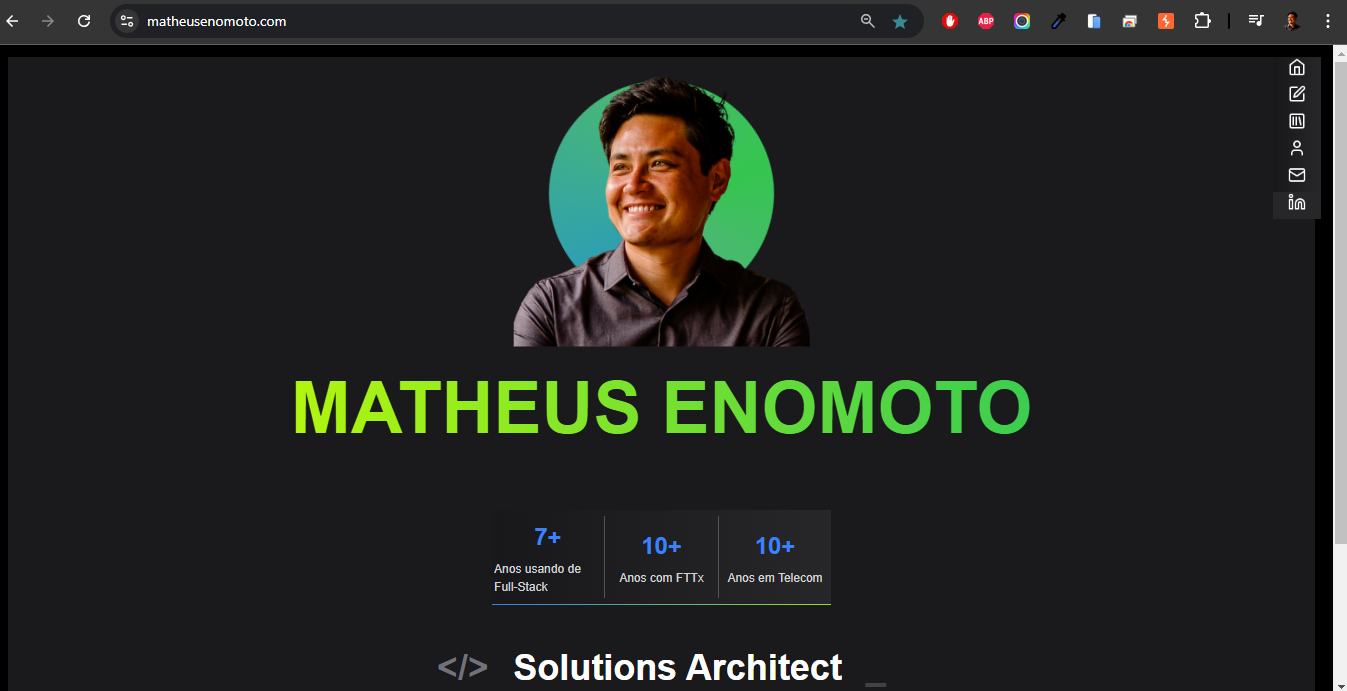 matheusenomoto.com
ABP
MATHEUS ENOMOTO
7+
Anos usando de
Full-Stack
10+
Anos com FTTx
10+
Anos em Telecom
</> Solutions Architect _